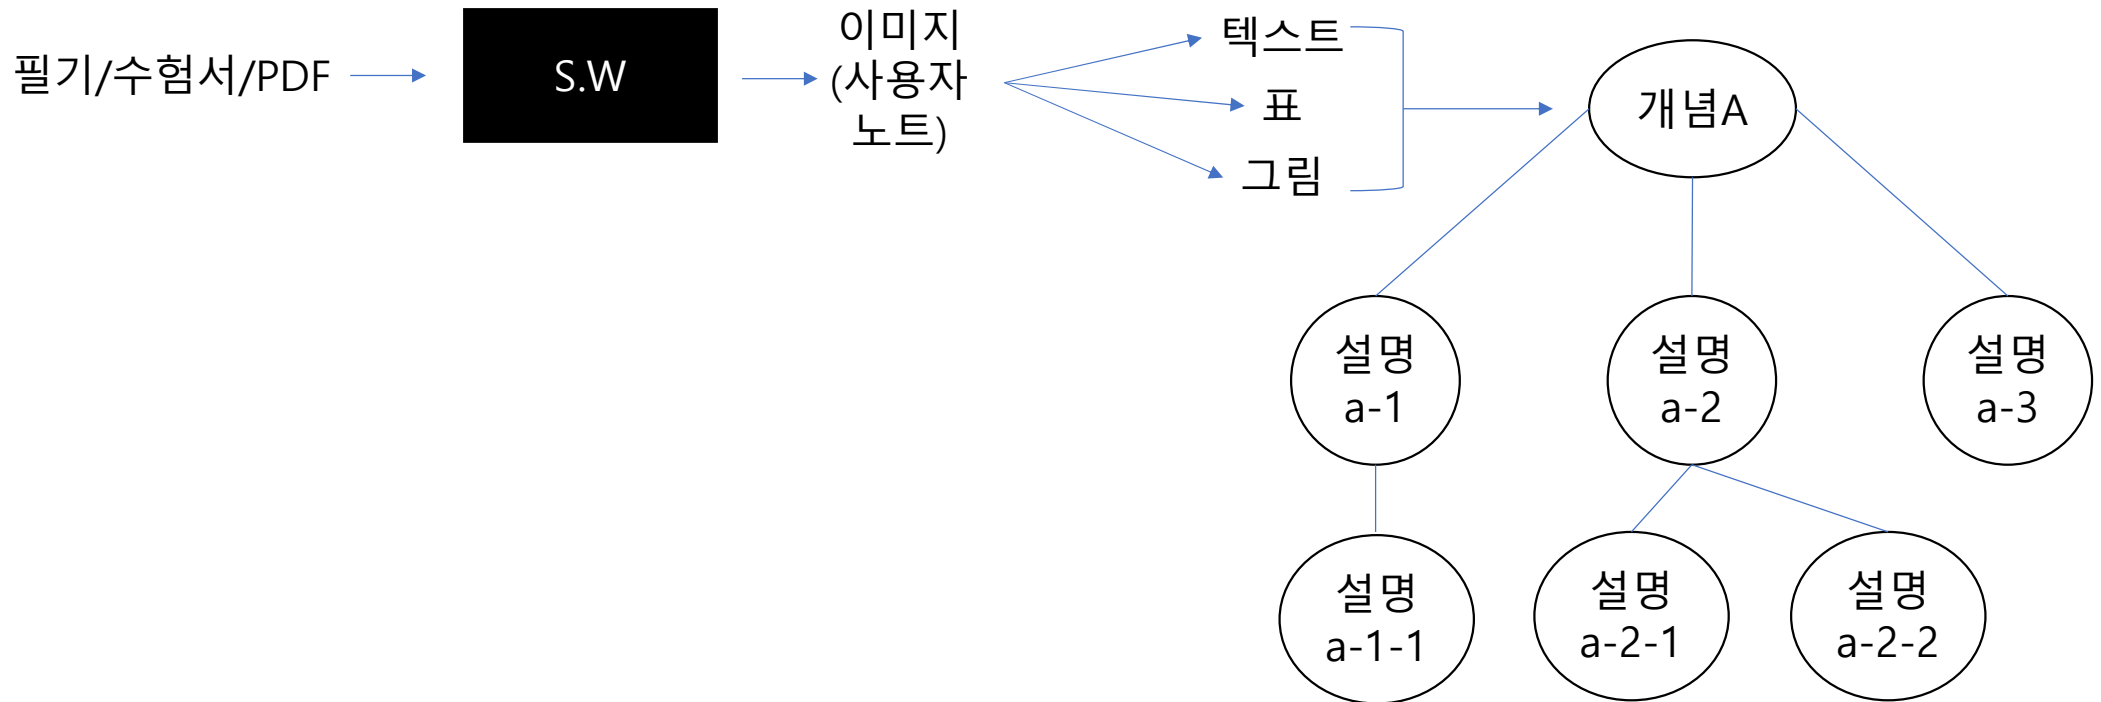 필기/수험서/PDF
S.W
이미지
(사용자
노트)
텍스트
표
그림
개념A
설명
a-1
설명
a-2
설명
a-3
설명
a-1-1
설명
a-2-1
설명
a-2-2